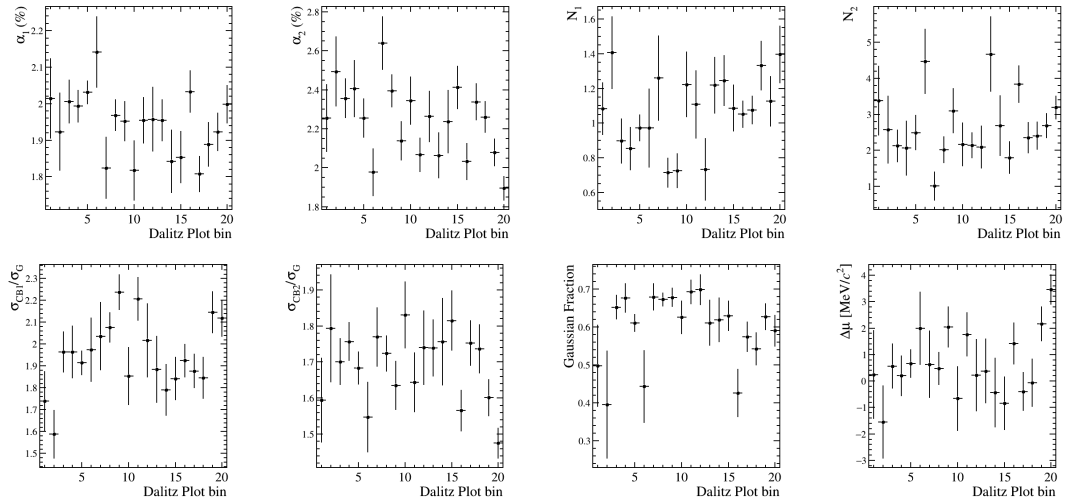 α₁ (%)
2.2
2.1
2
1.9
1.8
5 10 15 20
Dalitz Plot bin
α₂ (%)
2.8
2.6
2.4
2.2
2
1.8
5 10 15 20
Dalitz Plot bin
N₁
1.6
1.4
1.2
1
0.8
0.6
5 10 15 20
Dalitz Plot bin
N₂
6
5
4
3
2
1
5 10 15 20
Dalitz Plot bin
σCB1/σG
2.3
2.2
2.1
2
1.9
1.8
1.7
1.6
1.5
5 10 15 20
Dalitz Plot bin
σCB2/σG
1.9
1.8
1.7
1.6
1.5
5 10 15 20
Dalitz Plot bin
Gaussian Fraction
0.7
0.6
0.5
0.4
0.3
5 10 15 20
Dalitz Plot bin
Δμ [MeV/c²]
4
3
2
1
0
−1
−2
−3
5 10 15 20
Dalitz Plot bin